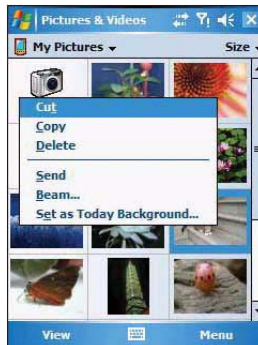 Pictures & Videos
My Pictures Size
Cut
Copy
Delete
Send
Beam...
Set as Today Background...
View Menu